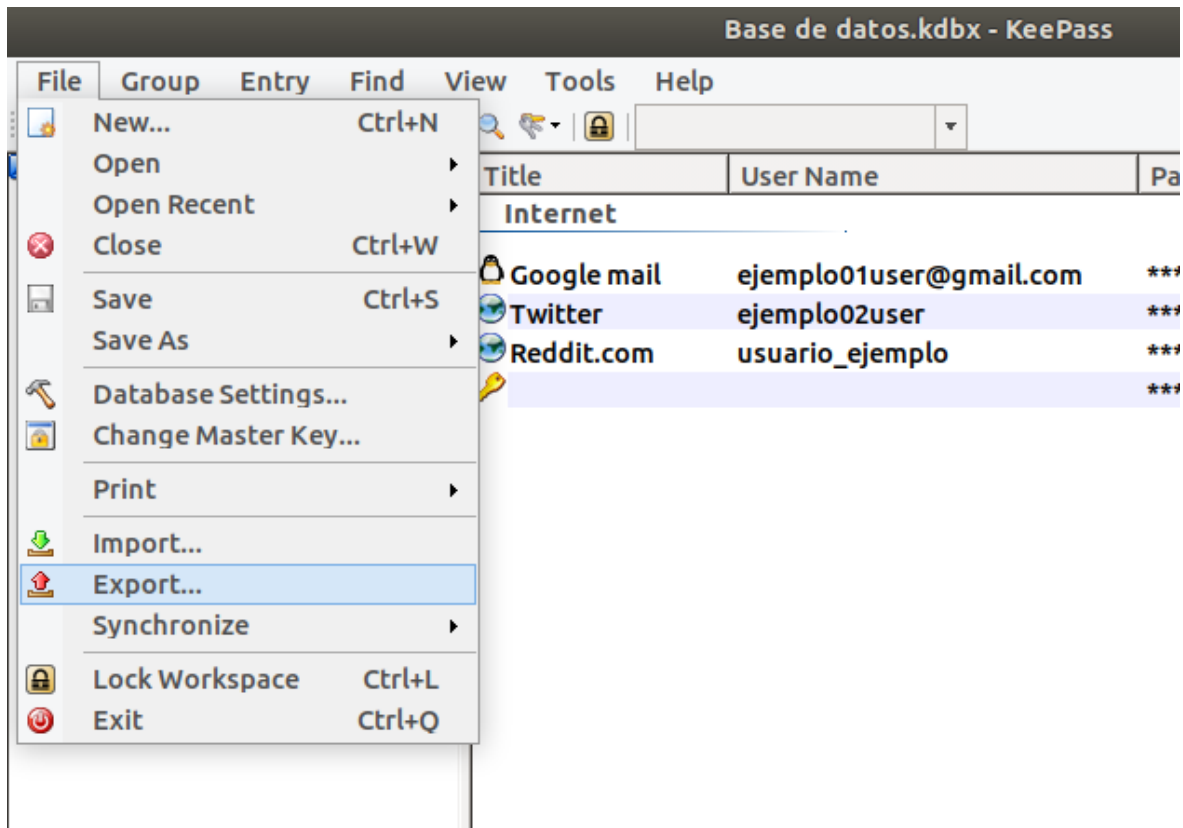 Base de datos.kdbx - KeePass
File Group Entry Find View Tools Help
New... Ctrl+N
Open
Open Recent
Close Ctrl+W
Save Ctrl+S
Save As
Database Settings...
Change Master Key...
Print
Import...
Export...
Synchronize
Lock Workspace Ctrl+L
Exit Ctrl+Q
Title User Name Pa
Internet
Google mail ejemplo01user@gmail.com ***
Twitter ejemplo02user ***
Reddit.com usuario_ejemplo ***
***